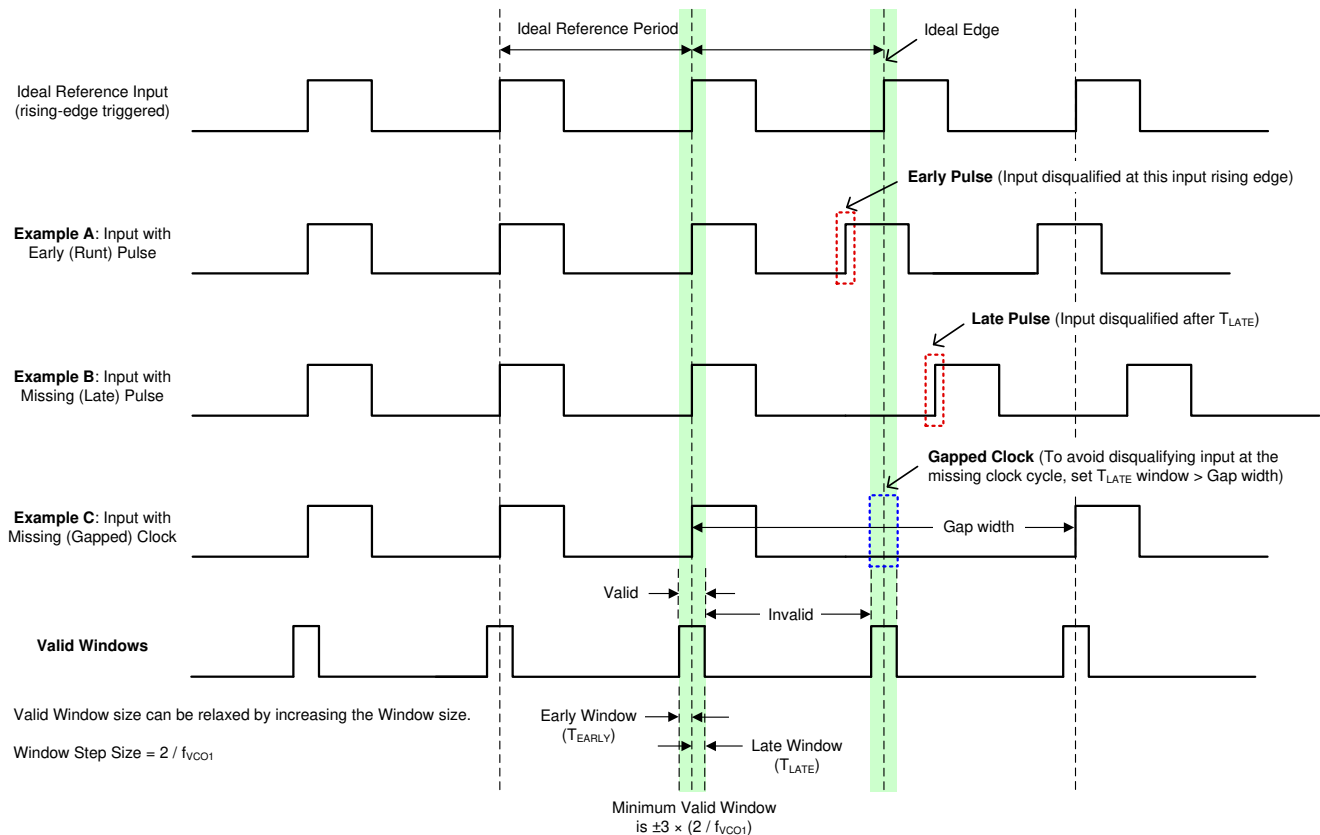 Ideal Reference Period
Ideal Edge
Ideal Reference Input
(rising-edge triggered)
Early Pulse (Input disqualified at this input rising edge)
Example A: Input with
Early (Runt) Pulse
Late Pulse (Input disqualified after TLATE)
Example B: Input with
Missing (Late) Pulse
Gapped Clock (To avoid disqualifying input at the
missing clock cycle, set TLATE window > Gap width)
Example C: Input with
Missing (Gapped) Clock
Gap width
Valid
Invalid
Valid Windows
Valid Window size can be relaxed by increasing the Window size.
Window Step Size = 2 / fVCO1
Early Window
(TEARLY)
Late Window
(TLATE)
Minimum Valid Window
is ±3 × (2 / fVCO1)